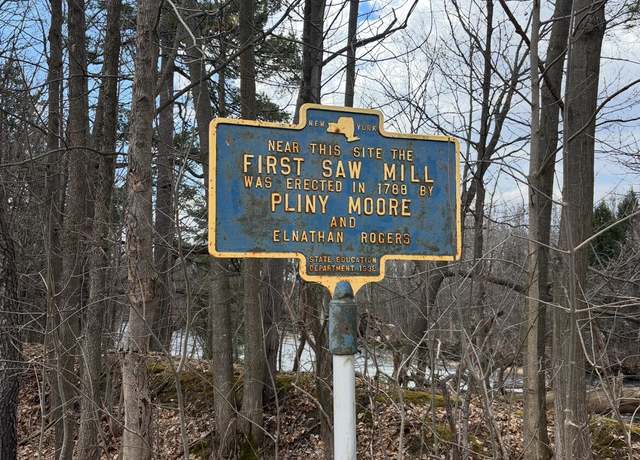 NEW YORK
NEAR THIS SITE THE
FIRST SAW MILL
WAS ERECTED IN 1788 BY
PLINY MOORE
AND
ELNATHAN ROGERS
STATE EDUCATION
DEPARTMENT